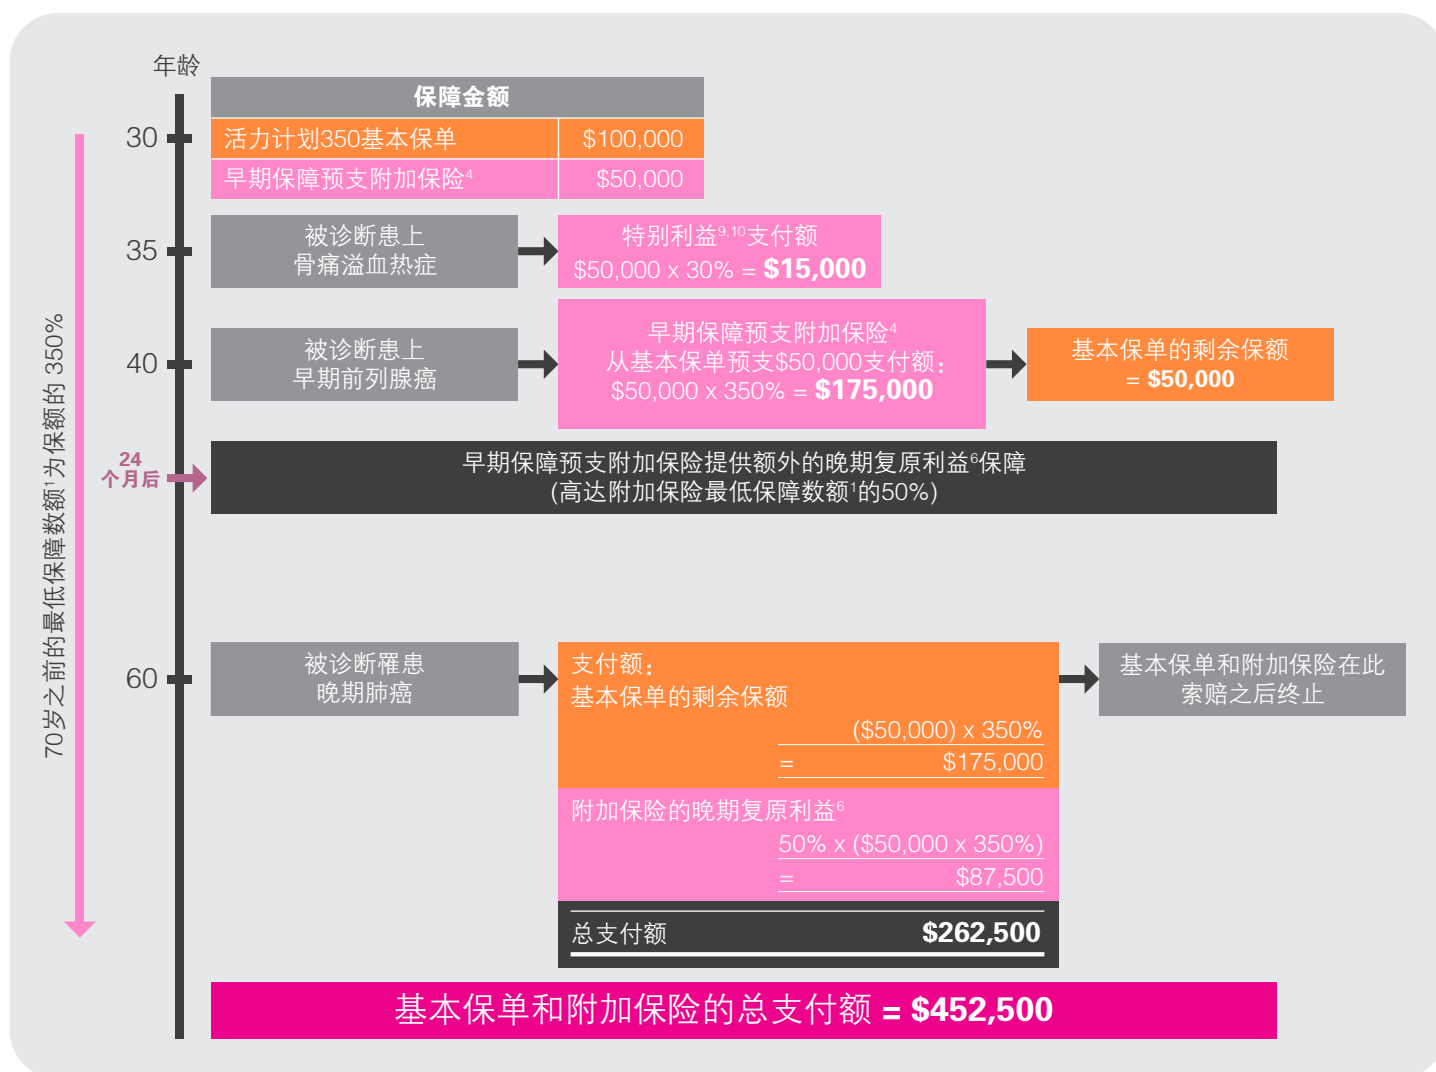 年龄
保障金额
30
活力计划350基本保单 $100,000
早期保障预支附加保险4 $50,000
35
被诊断患上
骨痛溢血热症
特别利益9,10支付额
$50,000 x 30% = $15,000
40
被诊断患上
早期前列腺癌
早期保障预支附加保险4
从基本保单预支$50,000支付额：
$50,000 x 350% = $175,000
基本保单的剩余保额
= $50,000
24
个月后
早期保障预支附加保险提供额外的晚期复原利益6保障
(高达附加保险最低保障数额1的50%)
70岁之前的最低保障数额1为保额的 350%
60
被诊断罹患
晚期肺癌
支付额：
基本保单的剩余保额
($50,000) x 350%
= $175,000
附加保险的晚期复原利益6
50% x ($50,000 x 350%)
= $87,500
总支付额 $262,500
基本保单和附加保险在此
索赔之后终止
基本保单和附加保险的总支付额 = $452,500